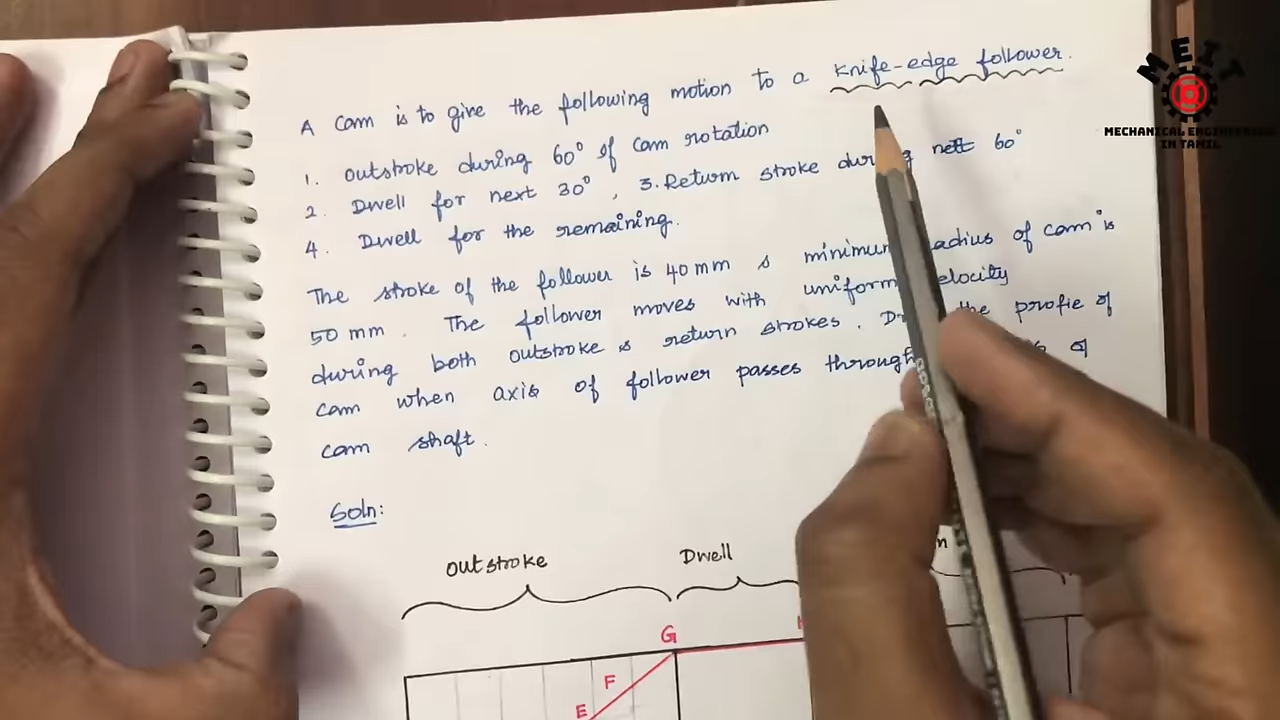 A cam is to give the following motion to a knife-edge follower.
1. outstroke during 60° of cam rotation
2. Dwell for next 30°, 3. Return stroke during 60°
4. Dwell for the remaining.
The stroke of the follower is 40 mm & minimum radius of cam is
50 mm. The follower moves with uniform velocity
during both outstroke & return strokes. the profie of
cam when axis of follower passes through of
cam shaft.
Soln:
outstroke Dwell
G
F
E
MEIT
MECHANICAL ENGINEERING
IN TAMIL